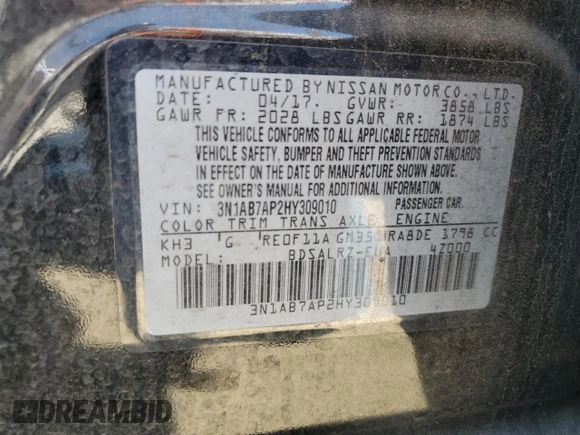 MANUFACTURED BY NISSAN MOTOR CO., LTD.
DATE: 04/17. GVWR: 3858 LBS
GAWR FR: 2028 LBS GAWR RR: 1874 LBS
THIS VEHICLE CONFORMS TO ALL APPLICABLE FEDERAL MOTOR
VEHICLE SAFETY, BUMPER AND THEFT PREVENTION STANDARDS
IN EFFECT ON THE DATE OF MANUFACTURE SHOWN ABOVE.
SEE OWNER'S MANUAL FOR ADDITIONAL INFORMATION.
VIN: 3N1AB7AP2HY309010 PASSENGER CAR.
COLOR TRIM TRANS AXLE ENGINE
KH3 G RE0F11A GM35 MRA8DE 1798 CC
MODEL: BDSALRZ-EUA 4Z000
3N1AB7AP2HY309010
DREAMBID